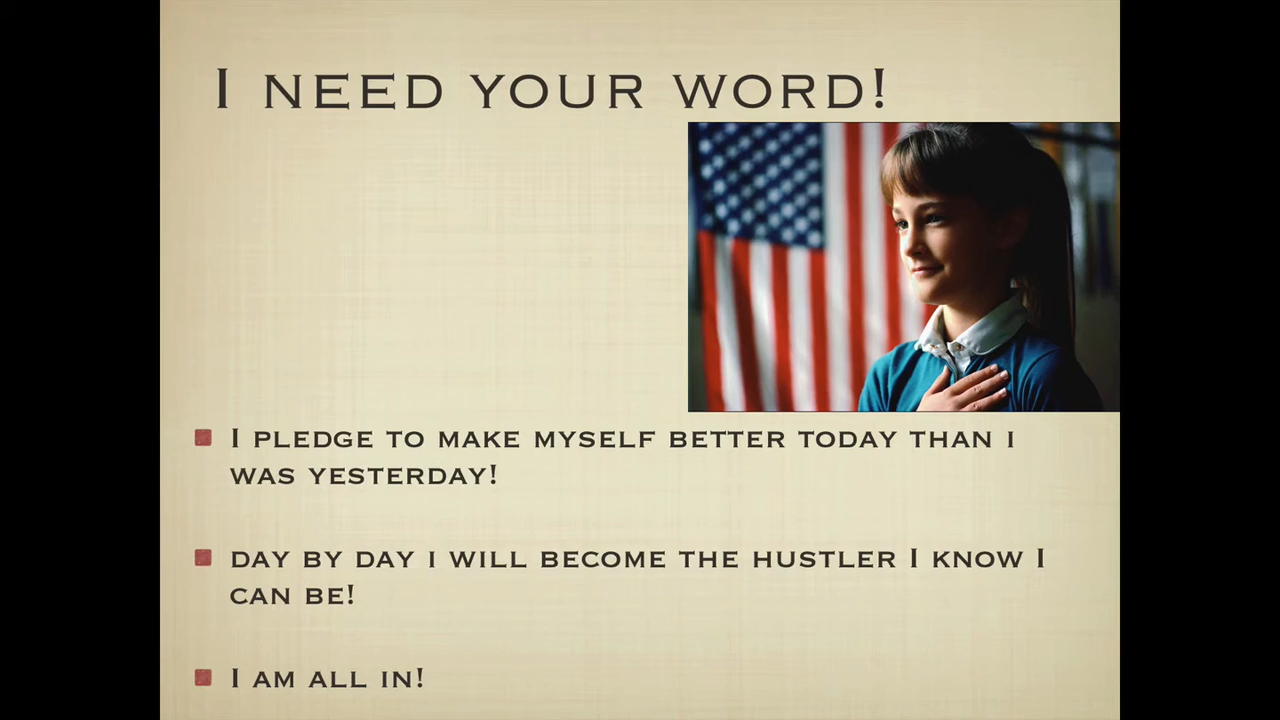 I NEED YOUR WORD!
I PLEDGE TO MAKE MYSELF BETTER TODAY THAN I
WAS YESTERDAY!
DAY BY DAY I WILL BECOME THE HUSTLER I KNOW I
CAN BE!
I AM ALL IN!